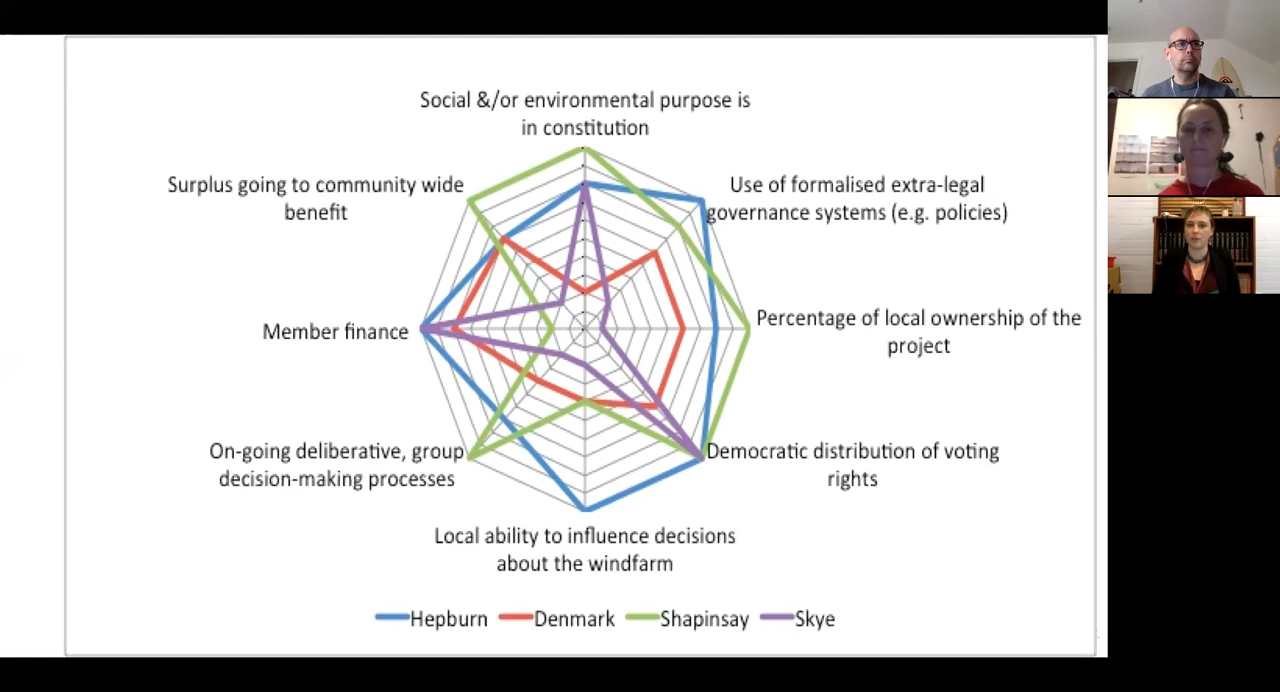 Social &/or environmental purpose is
in constitution
Surplus going to community wide
benefit
Use of formalised extra-legal
governance systems (e.g. policies)
Member finance
Percentage of local ownership of the
project
On-going deliberative, group
decision-making processes
Democratic distribution of voting
rights
Local ability to influence decisions
about the windfarm
Hepburn Denmark Shapinsay Skye